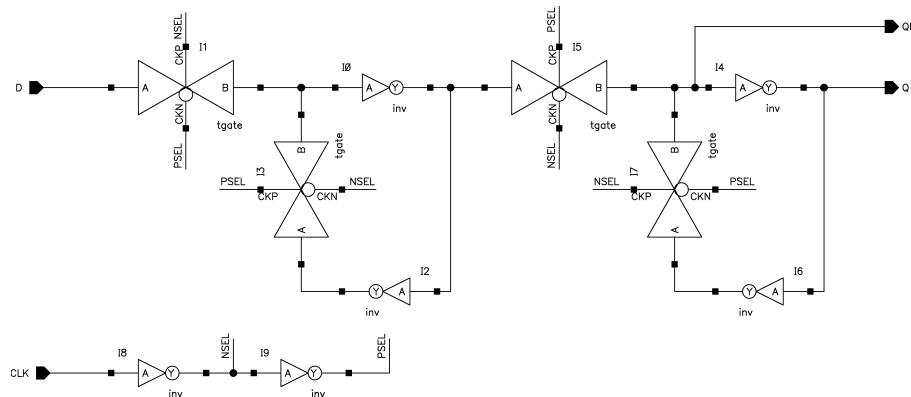 NSEL
CKP
I1
D
A
B
CKN
PSEL
tgate
I0
A
Y
inv
PSEL
CKP
I5
A
B
CKN
NSEL
tgate
I4
A
Y
inv
Q
B
tgate
I3
PSEL
CKP
CKN
NSEL
A
I2
Y
A
inv
B
tgate
I7
NSEL
CKP
CKN
PSEL
A
I6
Y
A
inv
CLK
I8
A
Y
inv
NSEL
I9
A
Y
inv
PSEL